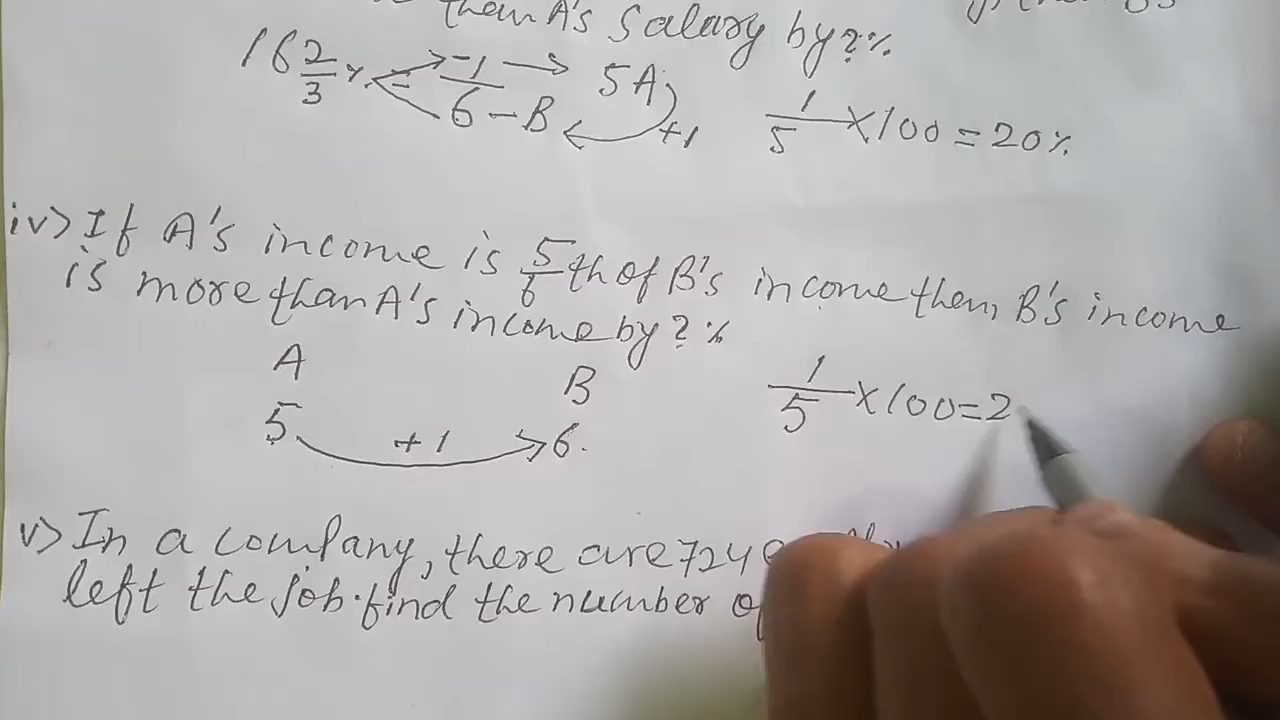 than A's Salary by?%
16 2/3 % = -1/6 - B → 5A +1 1/5 × 100 = 20%
iv> If A's income is 5/6 th of B's income then, B's income
is more than A's income by? %
A B
5 +1 6. 1/5 × 100 = 2
v> In a company, there are 724
left the job. find the number